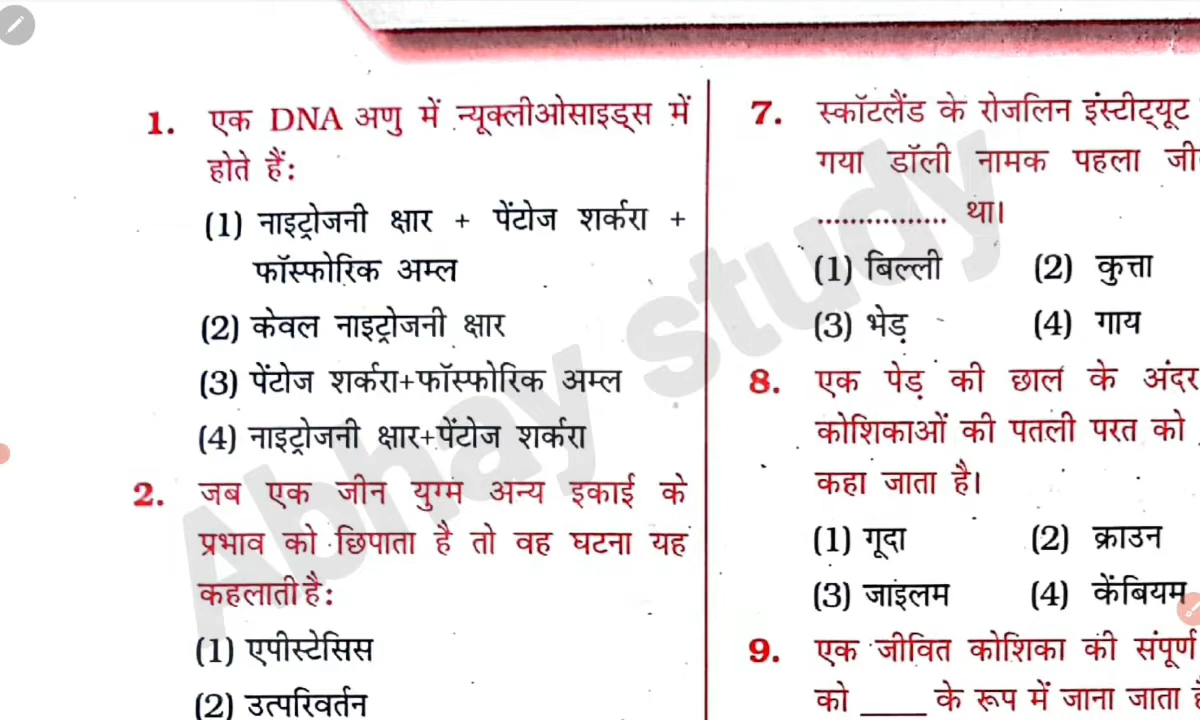 1. एक DNA अणु में न्यूक्लीओसाइड्स में
होते हैं:
(1) नाइट्रोजनी क्षार + पेंटोज शर्करा +
फॉस्फोरिक अम्ल
(2) केवल नाइट्रोजनी क्षार
(3) पेंटोज शर्करा+फॉस्फोरिक अम्ल
(4) नाइट्रोजनी क्षार+पेंटोज शर्करा
2. जब एक जीन युग्म अन्य इकाई के
प्रभाव को छिपाता है तो वह घटना यह
कहलाती है:
(1) एपीस्टेसिस
(2) उत्परिवर्तन
7. स्कॉटलैंड के रोजलिन इंस्टीट्यूट
गया डॉली नामक पहला
................. था।
(1) बिल्ली (2) कुत्ता
(3) भेड़ (4) गाय
8. एक पेड़ की छाल के अंदर
कोशिकाओं की पतली परत को
कहा जाता है।
(1) गूदा (2) क्राउन
(3) जाइलम (4) केंबियम
9. एक जीवित कोशिका की संपूर्ण
को ____ के रूप में जाना जाता
Abhay study